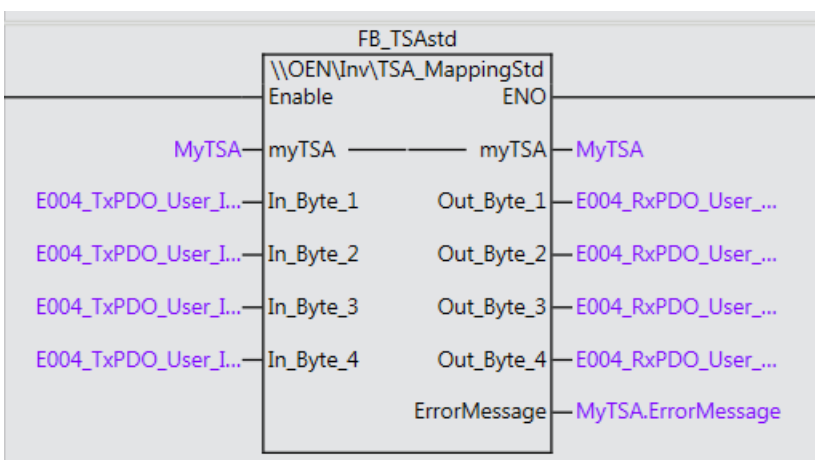 FB_TSAstd
\\OEN\Inv\TSA_MappingStd
Enable ENO
MyTSA myTSA myTSA MyTSA
E004_TxPDO_User_I... In_Byte_1 Out_Byte_1 E004_RxPDO_User_...
E004_TxPDO_User_I... In_Byte_2 Out_Byte_2 E004_RxPDO_User_...
E004_TxPDO_User_I... In_Byte_3 Out_Byte_3 E004_RxPDO_User_...
E004_TxPDO_User_I... In_Byte_4 Out_Byte_4 E004_RxPDO_User_...
ErrorMessage MyTSA.ErrorMessage